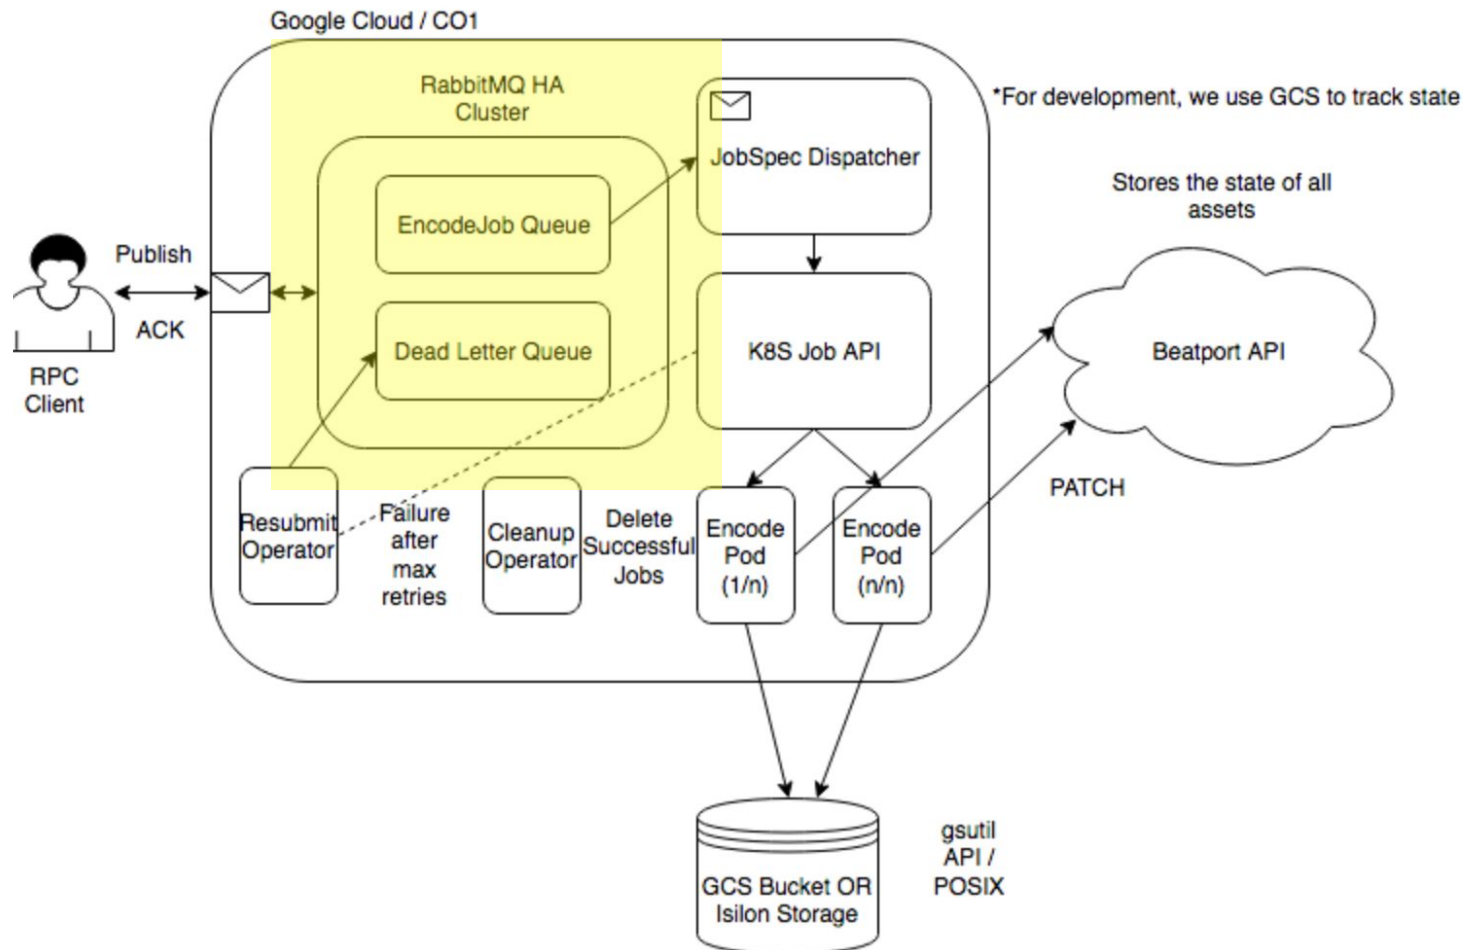 Google Cloud / CO1
RabbitMQ HA
Cluster
*For development, we use GCS to track state
JobSpec Dispatcher
Stores the state of all
assets
EncodeJob Queue
Publish
ACK
RPC
Client
Dead Letter Queue
K8S Job API
Beatport API
Resubmit
Operator
Failure
after
max
retries
Cleanup
Operator
Delete
Successful
Jobs
Encode
Pod
(1/n)
Encode
Pod
(n/n)
PATCH
GCS Bucket OR
Isilon Storage
gsutil
API /
POSIX